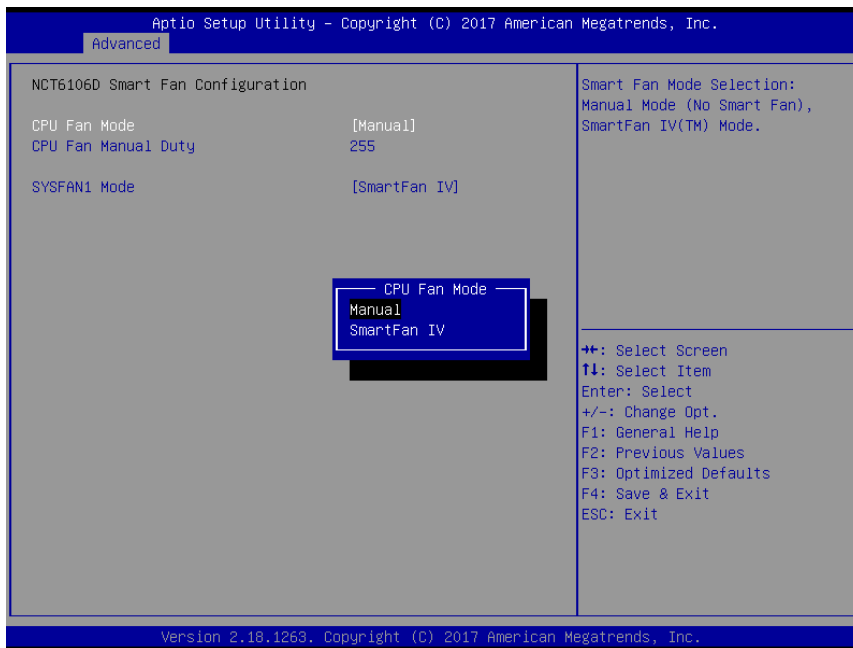 Aptio Setup Utility – Copyright (C) 2017 American Megatrends, Inc.
Advanced
NCT6106D Smart Fan Configuration
CPU Fan Mode [Manual]
CPU Fan Manual Duty 255
SYSFAN1 Mode [SmartFan IV]
CPU Fan Mode
Manual
SmartFan IV
Smart Fan Mode Selection:
Manual Mode (No Smart Fan),
SmartFan IV(TM) Mode.
→←: Select Screen
↑↓: Select Item
Enter: Select
+/-: Change Opt.
F1: General Help
F2: Previous Values
F3: Optimized Defaults
F4: Save & Exit
ESC: Exit
Version 2.18.1263. Copyright (C) 2017 American Megatrends, Inc.